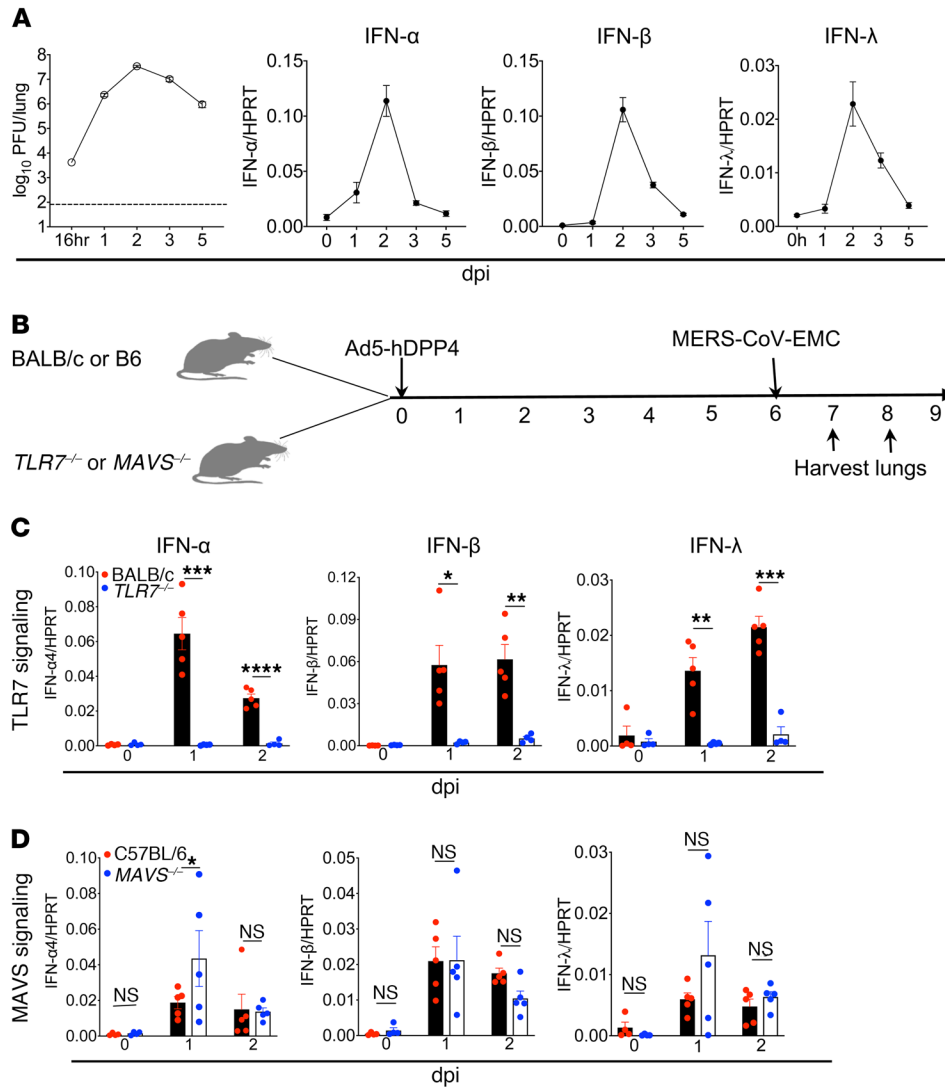 A
IFN-α
IFN-β
IFN-λ
log10 PFU/lung
8
7
6
5
4
3
2
1
16hr 1 2 3 5
IFN-α/HPRT
0.15
0.10
0.05
0.00
0 1 2 3 5
IFN-β/HPRT
0.15
0.10
0.05
0.00
0 1 2 3 5
IFN-λ/HPRT
0.03
0.02
0.01
0.00
0h 1 2 3 5
dpi
B
BALB/c or B6
TLR7–/– or MAVS–/–
Ad5-hDPP4
MERS-CoV-EMC
0 1 2 3 4 5 6 7 8 9
Harvest lungs
C
TLR7 signaling
IFN-α
IFN-α4/HPRT
BALB/c
TLR7–/–
0.10
0.08
0.06
0.04
0.02
0.00
***
****
0 1 2
IFN-β
IFN-β/HPRT
0.12
0.09
0.06
0.03
0.00
*
**
0 1 2
IFN-λ
IFN-λ/HPRT
0.03
0.02
0.01
0.00
**
***
0 1 2
dpi
D
MAVS signaling
IFN-α4/HPRT
C57BL/6
MAVS–/–
0.10
0.08
0.06
0.04
0.02
0.00
NS
*
NS
0 1 2
IFN-β/HPRT
0.05
0.04
0.03
0.02
0.01
0.00
NS
NS
NS
0 1 2
IFN-λ/HPRT
0.03
0.02
0.01
0.00
NS
NS
NS
0 1 2
dpi